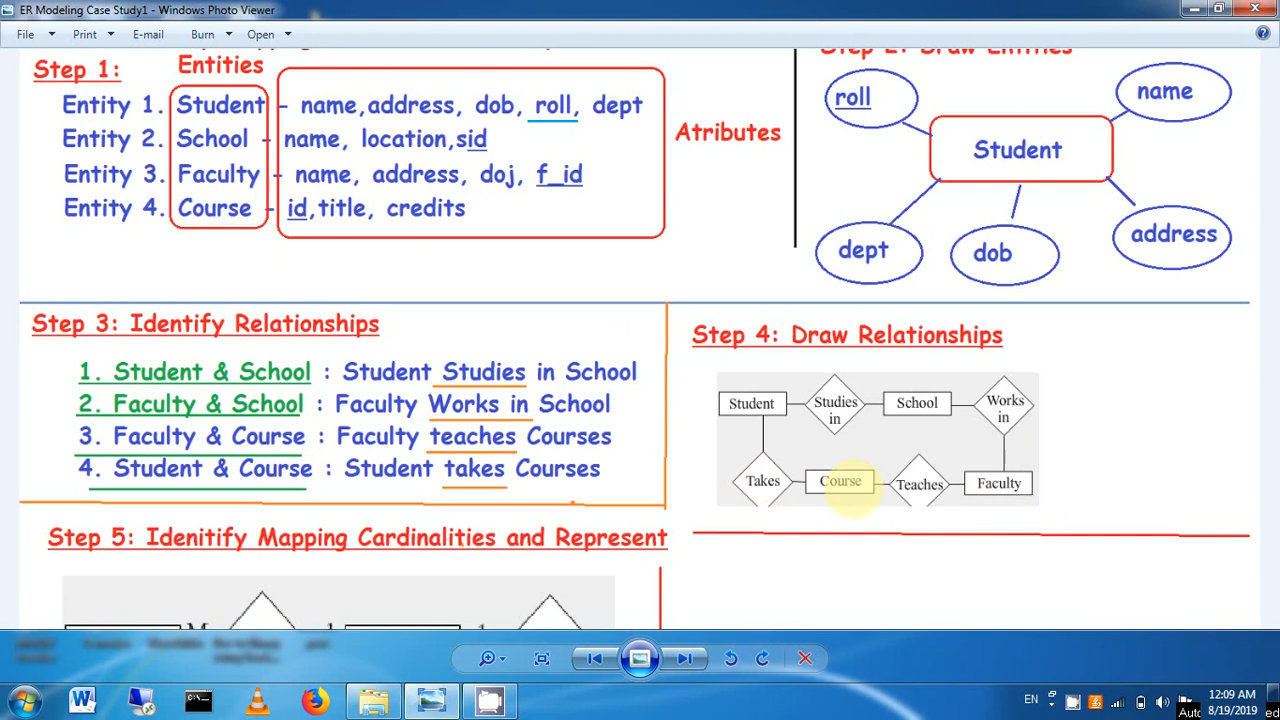 ER Modeling Case Study1 - Windows Photo Viewer
File Print E-mail Burn Open
Step 1:
Entities
Entity 1. Student - name,address, dob, roll, dept
Entity 2. School - name, location,sid
Entity 3. Faculty - name, address, doj, f_id
Entity 4. Course - id,title, credits
Atributes
Step 2: Draw Entities
roll
name
Student
dept
dob
address
Step 3: Identify Relationships
1. Student & School : Student Studies in School
2. Faculty & School : Faculty Works in School
3. Faculty & Course : Faculty teaches Courses
4. Student & Course : Student takes Courses
Step 4: Draw Relationships
Student
Studies
in
School
Works
in
Takes
Course
Teaches
Faculty
Step 5: Idenitify Mapping Cardinalities and Represent
EN
12:09 AM
8/19/2019